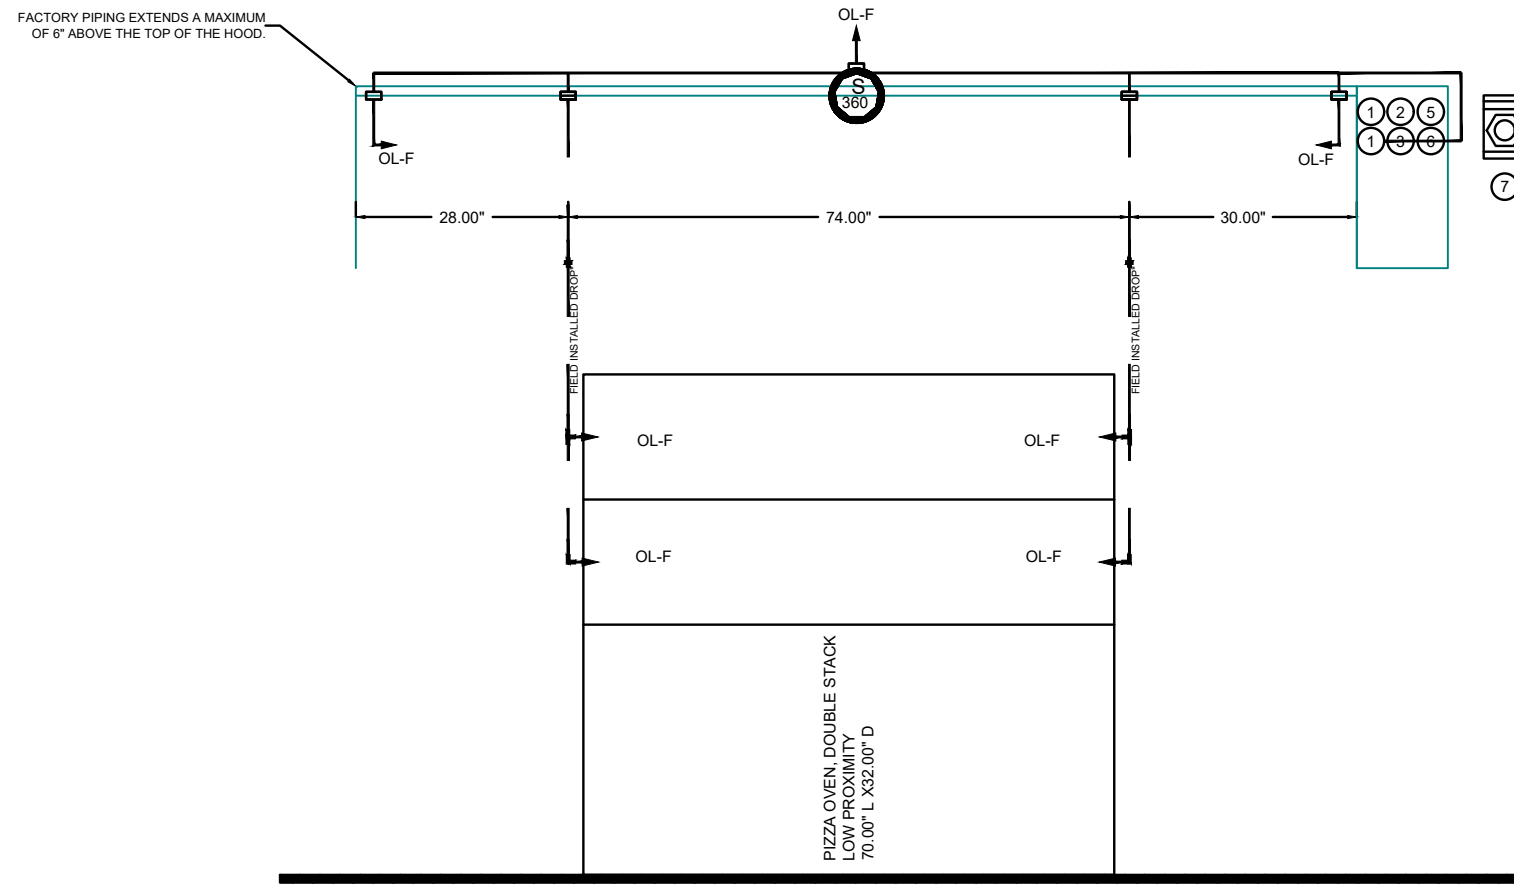 FACTORY PIPING EXTENDS A MAXIMUM
OF 6" ABOVE THE TOP OF THE HOOD.
OL-F
S
360
1 2 5
1 3 6
7
OL-F
OL-F
28.00"
74.00"
30.00"
FIELD INSTALLED DROP
FIELD INSTALLED DROP
OL-F
OL-F
OL-F
OL-F
PIZZA OVEN, DOUBLE STACK
LOW PROXIMITY
70.00" L X32.00" D